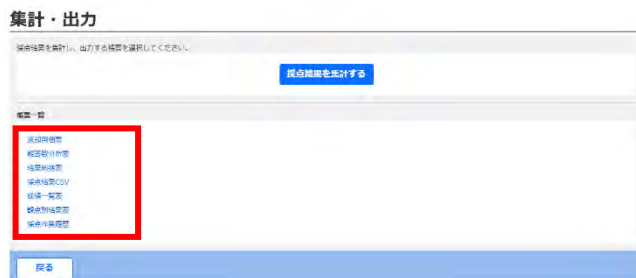 集計・出力
採点結果を集計し、出力する帳票を選択してください。
採点結果を集計する
帳票一覧
返却用個票
解答数分析表
結果総括表
採点結果CSV
成績一覧表
観点別結果表
採点作業履歴
戻る